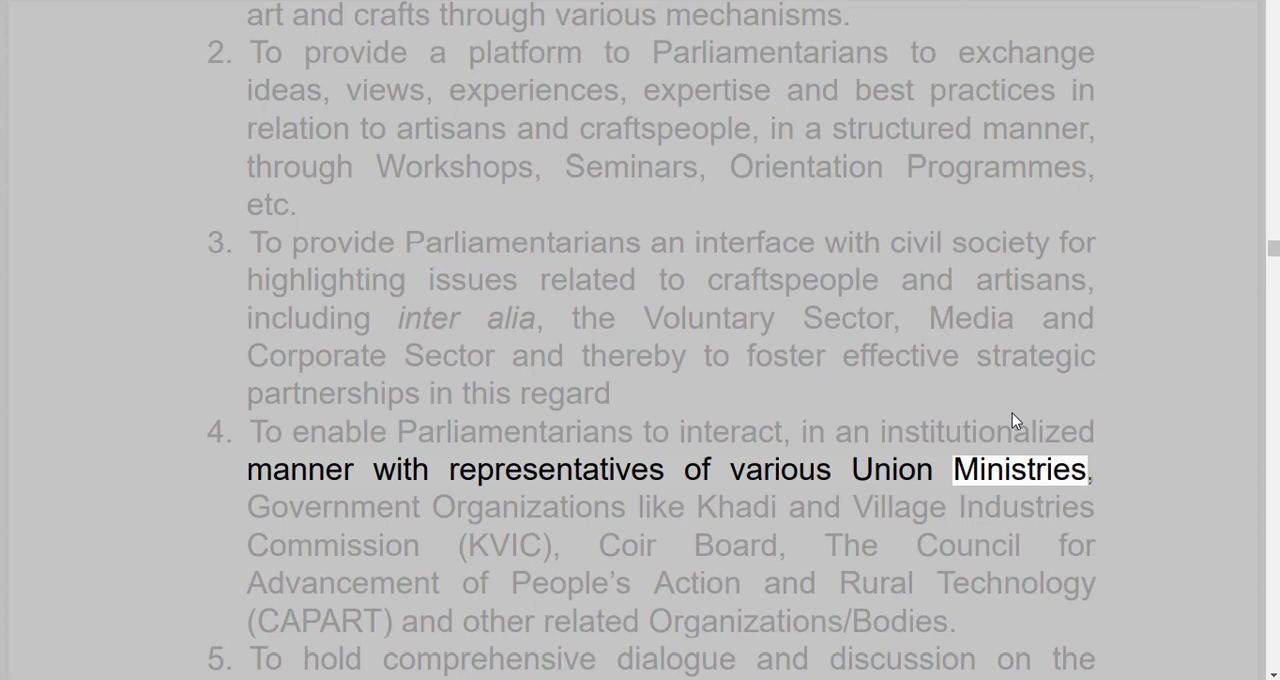 art and crafts through various mechanisms.
2. To provide a platform to Parliamentarians to exchange
ideas, views, experiences, expertise and best practices in
relation to artisans and craftspeople, in a structured manner,
through Workshops, Seminars, Orientation Programmes,
etc.
3. To provide Parliamentarians an interface with civil society for
highlighting issues related to craftspeople and artisans,
including inter alia, the Voluntary Sector, Media and
Corporate Sector and thereby to foster effective strategic
partnerships in this regard
4. To enable Parliamentarians to interact, in an institutionalized
manner with representatives of various Union Ministries,
Government Organizations like Khadi and Village Industries
Commission (KVIC), Coir Board, The Council for
Advancement of People’s Action and Rural Technology
(CAPART) and other related Organizations/Bodies.
5. To hold comprehensive dialogue and discussion on the